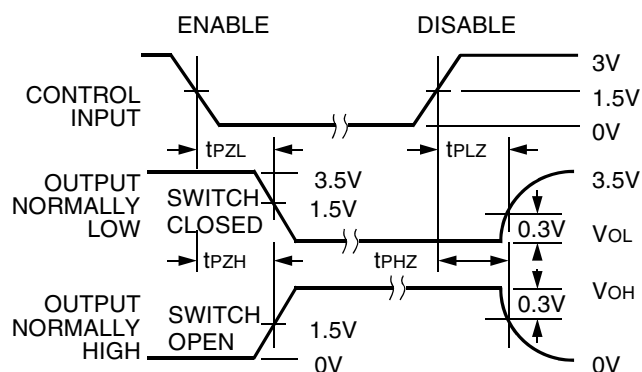 ENABLE DISABLE
3V
CONTROL
INPUT
1.5V
0V
tPZL tPLZ
OUTPUT
NORMALLY
LOW
SWITCH
CLOSED
3.5V
1.5V
3.5V
0.3V
VOL
tPZH tPHZ
OUTPUT
NORMALLY
HIGH
SWITCH
OPEN
1.5V
0V
0.3V
VOH
0V